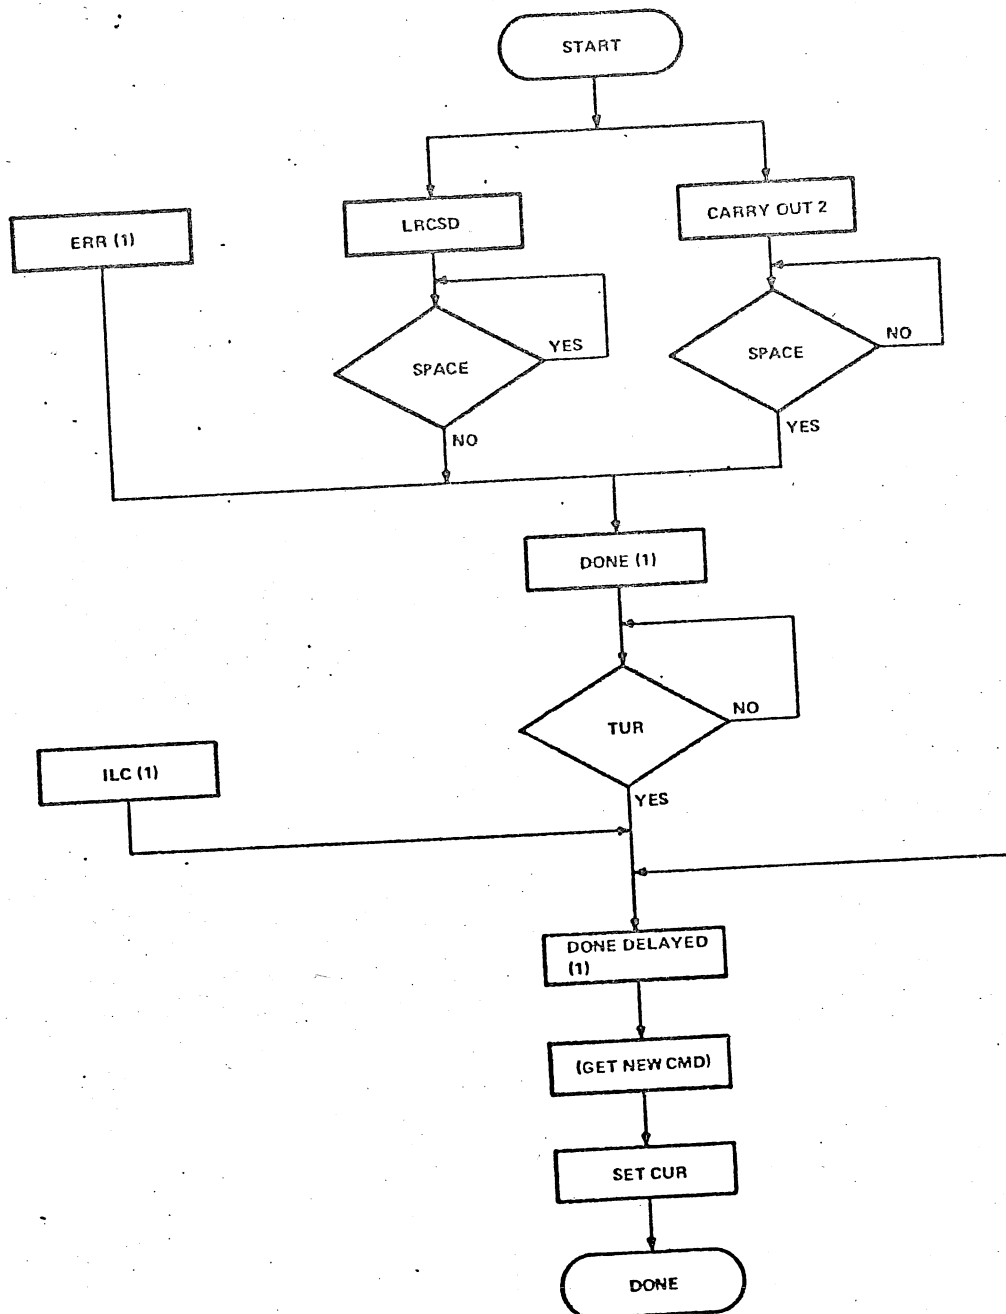 START
LRCSD
CARRY OUT 2
ERR (1)
SPACE
YES
SPACE
NO
NO
YES
DONE (1)
TUR
NO
ILC (1)
YES
DONE DELAYED
(1)
(GET NEW CMD)
SET CUR
DONE